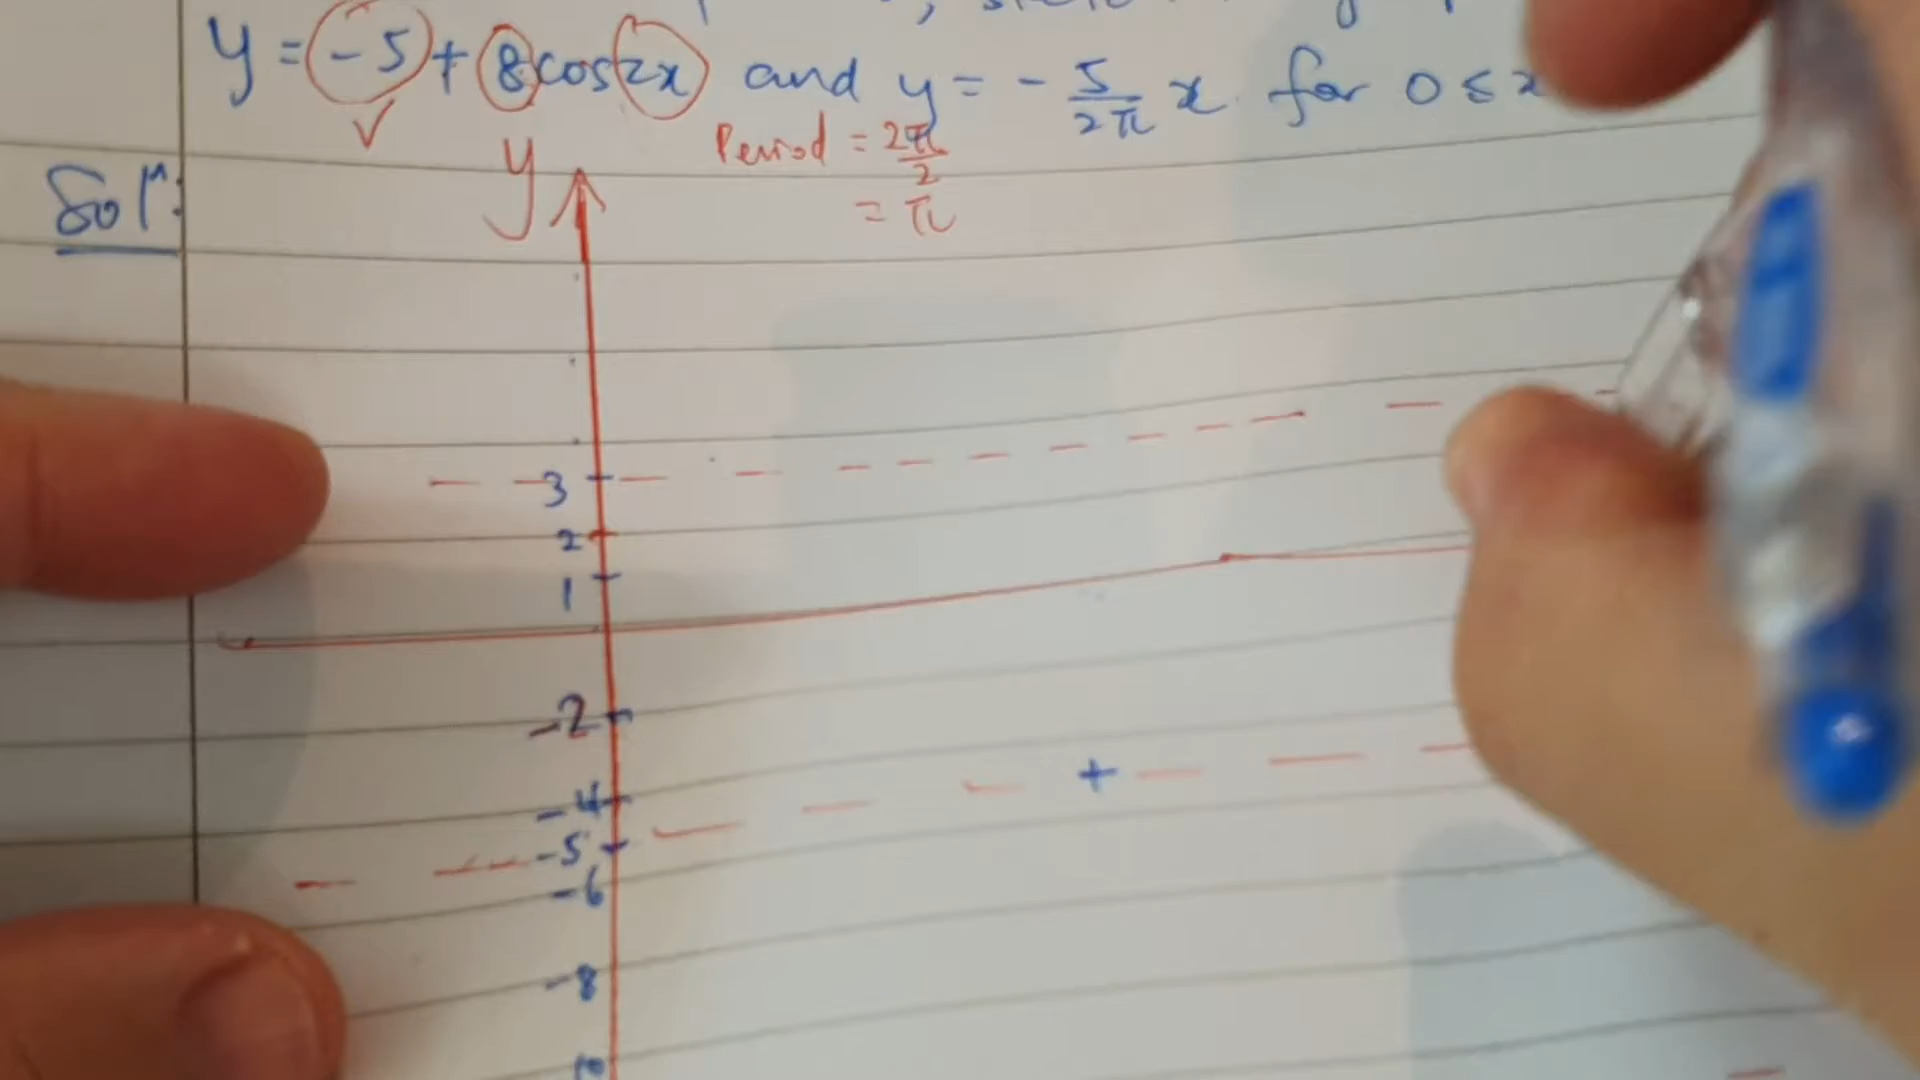 y = -5 + 8cos2x and y = - 5/2π x for 0 ≤ x
Period = 2π/2
= π
Sol^n:
y
3
2
1
-2
-4
-5
-6
-8
10